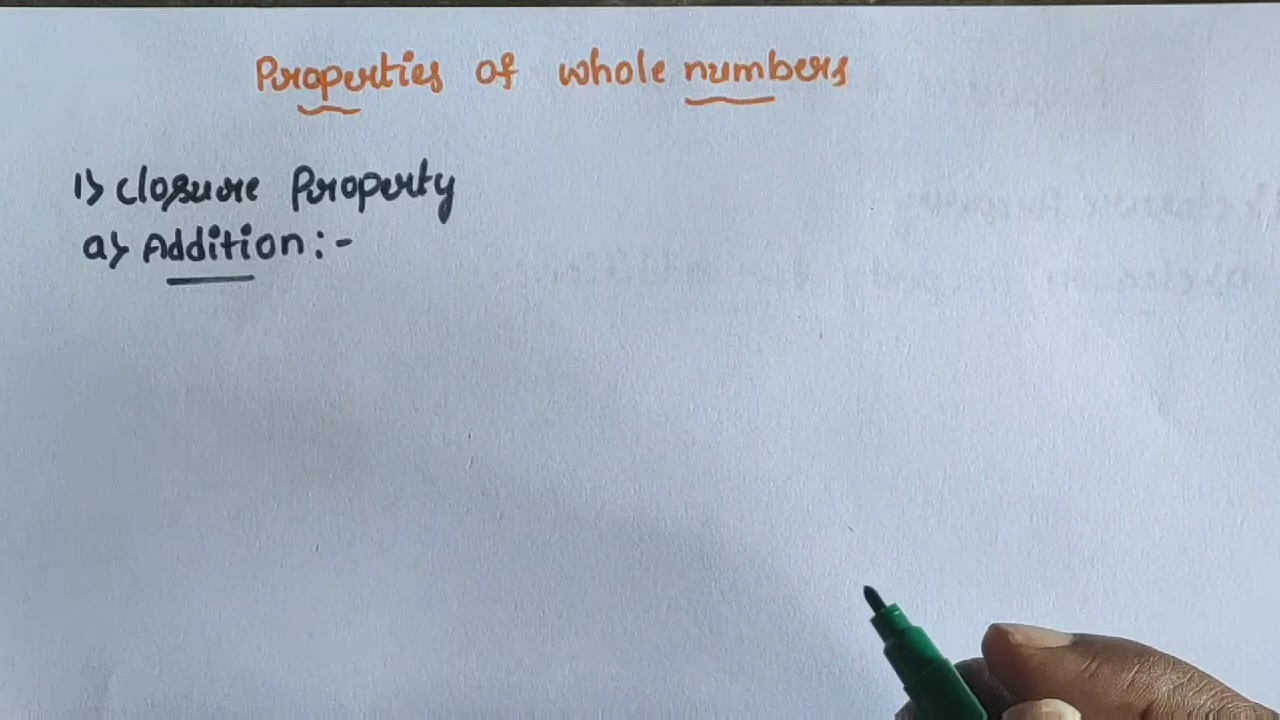 Properties of whole numbers
1) Closure Property
a) Addition:-